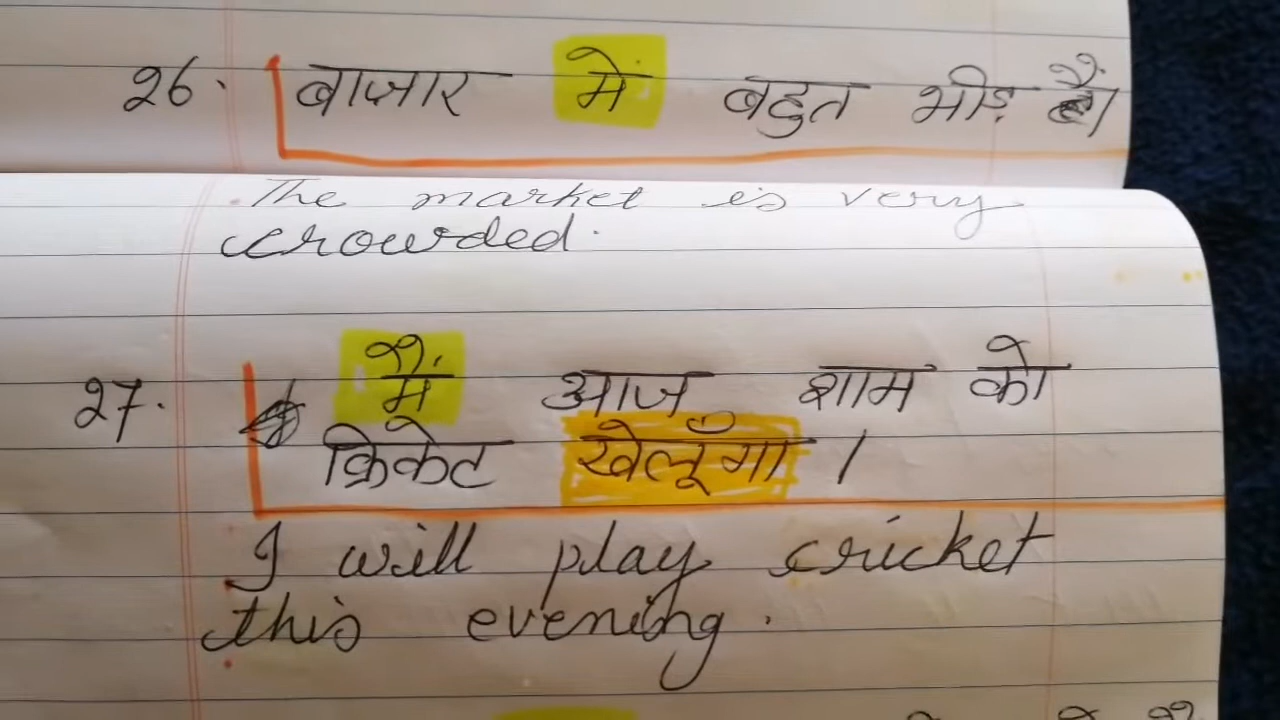 26. बाज़ार में बहुत भीड़ है।
The market is very
crowded.
27. मैं आज शाम को
क्रिकेट खेलूँगा।
I will play cricket
this evening.